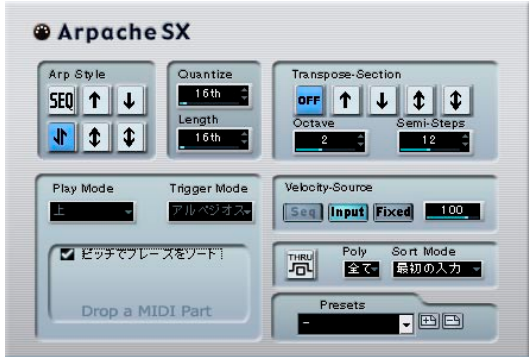 Arpache SX
Arp Style
SEQ
Quantize
16th
Length
16th
Transpose-Section
OFF
Octave
2
Semi-Steps
12
Play Mode
上
Trigger Mode
アルペジオス
ピッチでフレーズをソート
Drop a MIDI Part
Velocity-Source
Seq Input Fixed 100
THRU
Poly
全て
Sort Mode
最初の入力
Presets
-